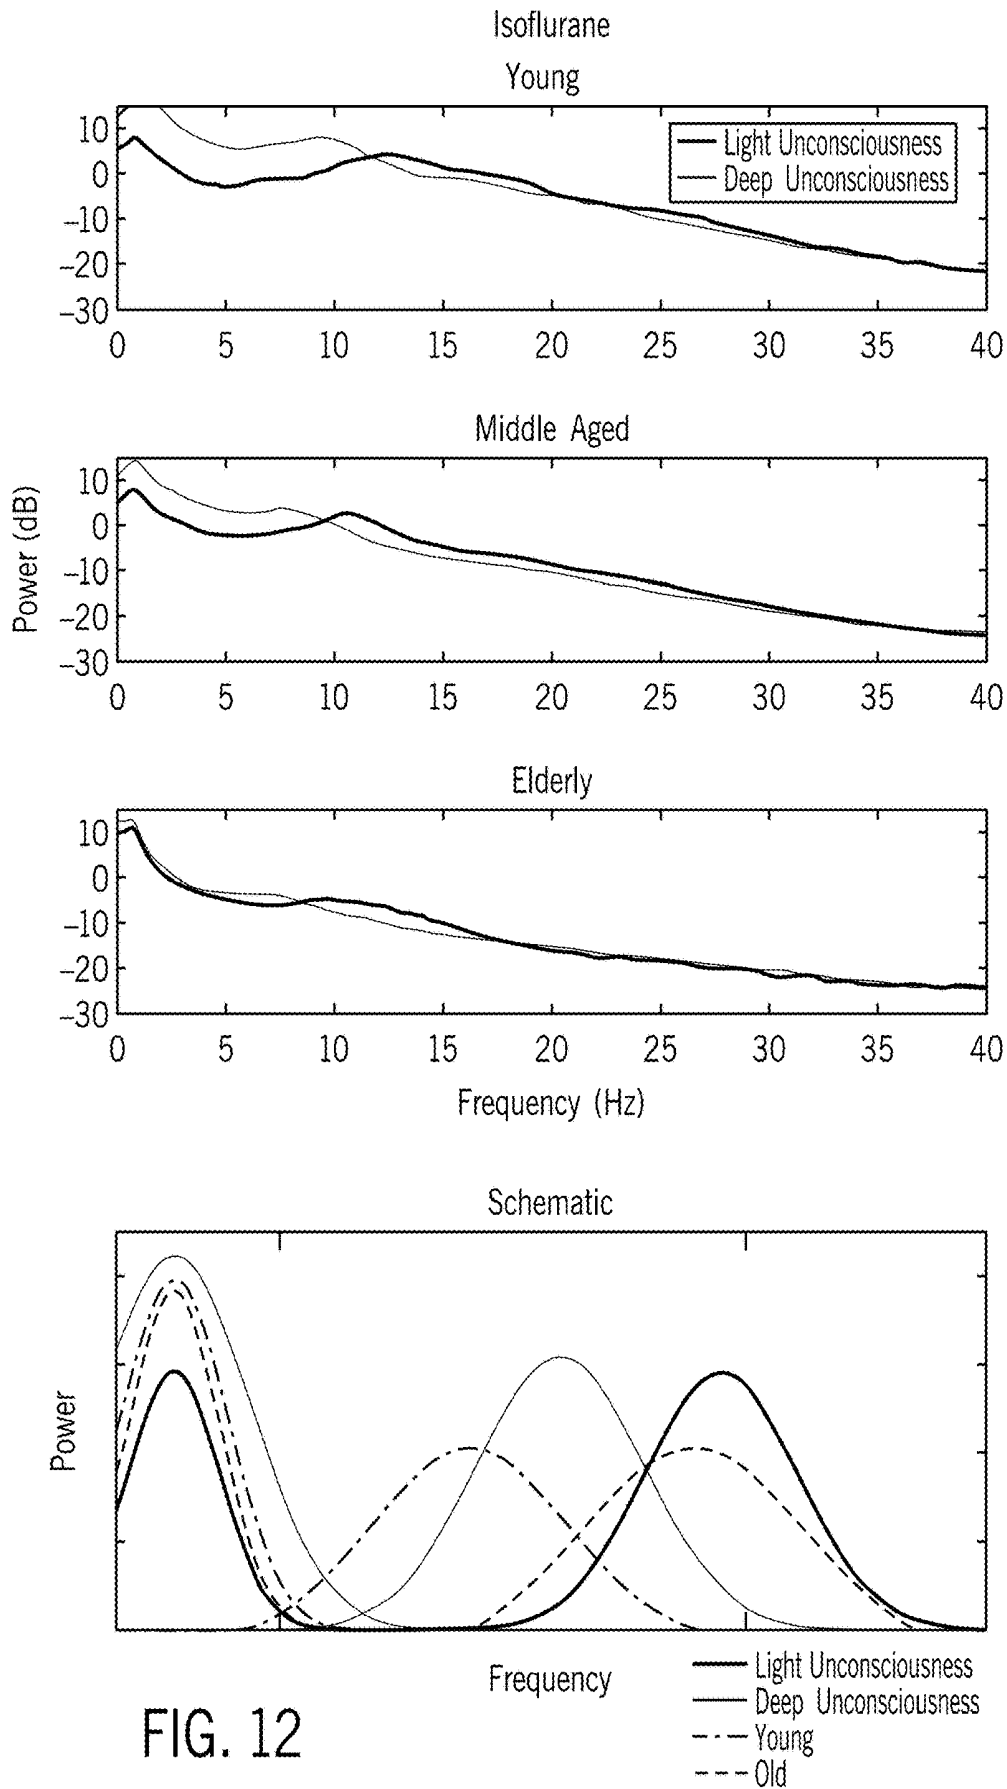 Isoflurane
Young
10
0
–10
–20
–30
Light Unconsciousness
Deep Unconsciousness
0 5 10 15 20 25 30 35 40
Middle Aged
Power (dB)
10
0
–10
–20
–30
0 5 10 15 20 25 30 35 40
Elderly
10
0
–10
–20
–30
0 5 10 15 20 25 30 35 40
Frequency (Hz)
Schematic
Power
Frequency
Light Unconsciousness
Deep Unconsciousness
Young
Old
FIG. 12